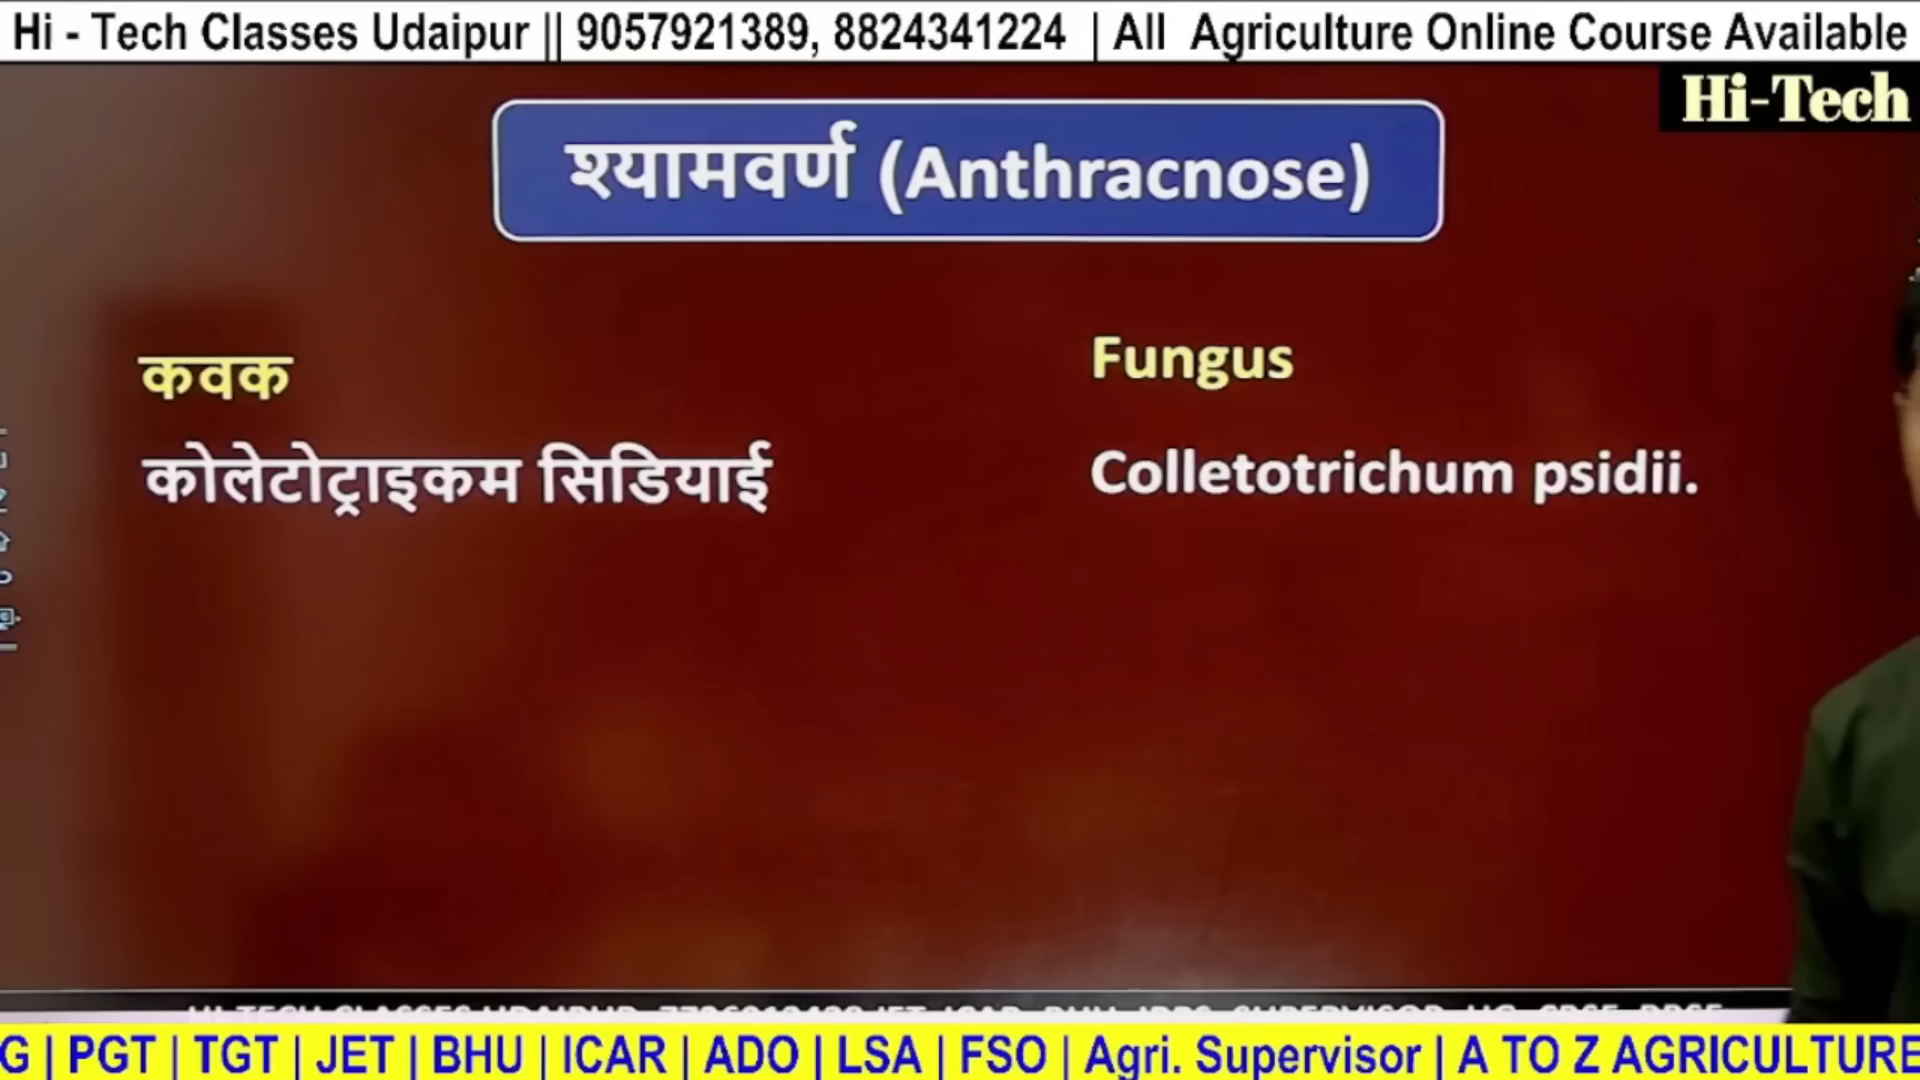 Hi - Tech Classes Udaipur || 9057921389, 8824341224 | All Agriculture Online Course Available
Hi-Tech
श्यामवर्ण (Anthracnose)
कवक
Fungus
कोलेटोट्राइकम सिडियाई
Colletotrichum psidii.
G | PGT | TGT | JET | BHU | ICAR | ADO | LSA | FSO | Agri. Supervisor | A TO Z AGRICULTURE